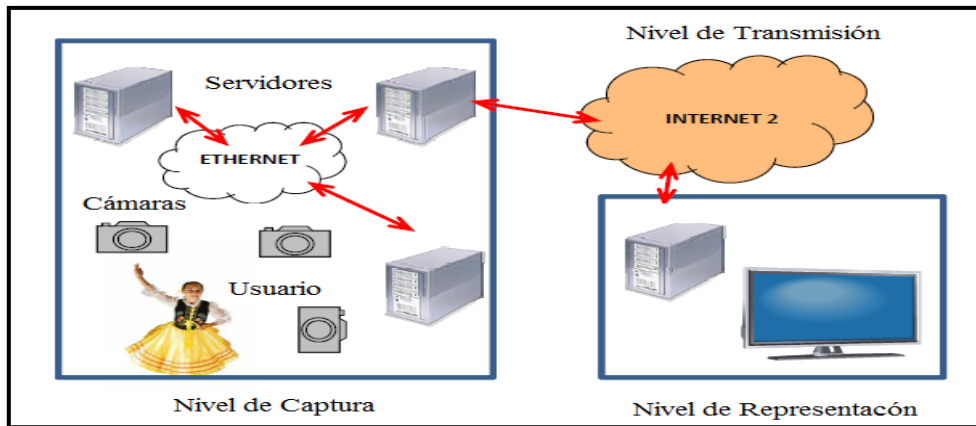 Nivel de Transmisión
Servidores
INTERNET 2
ETHERNET
Cámaras
Usuario
Nivel de Captura
Nivel de Representacón